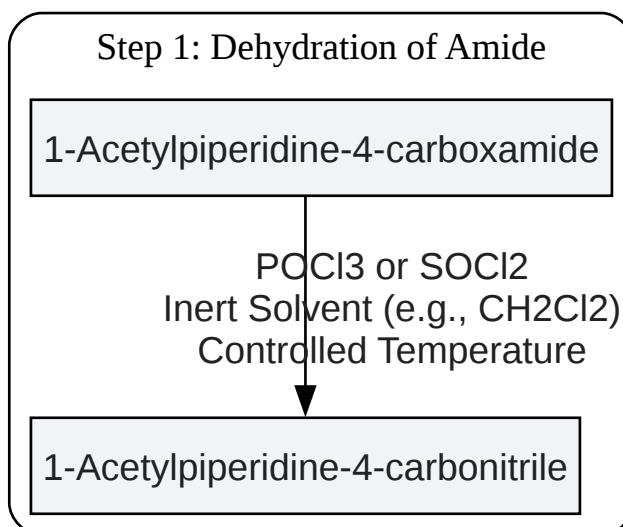 Step 1: Dehydration of Amide
1-Acetylpiperidine-4-carboxamide
POCl3 or SOCl2
Inert Solvent (e.g., CH2Cl2)
Controlled Temperature
1-Acetylpiperidine-4-carbonitrile